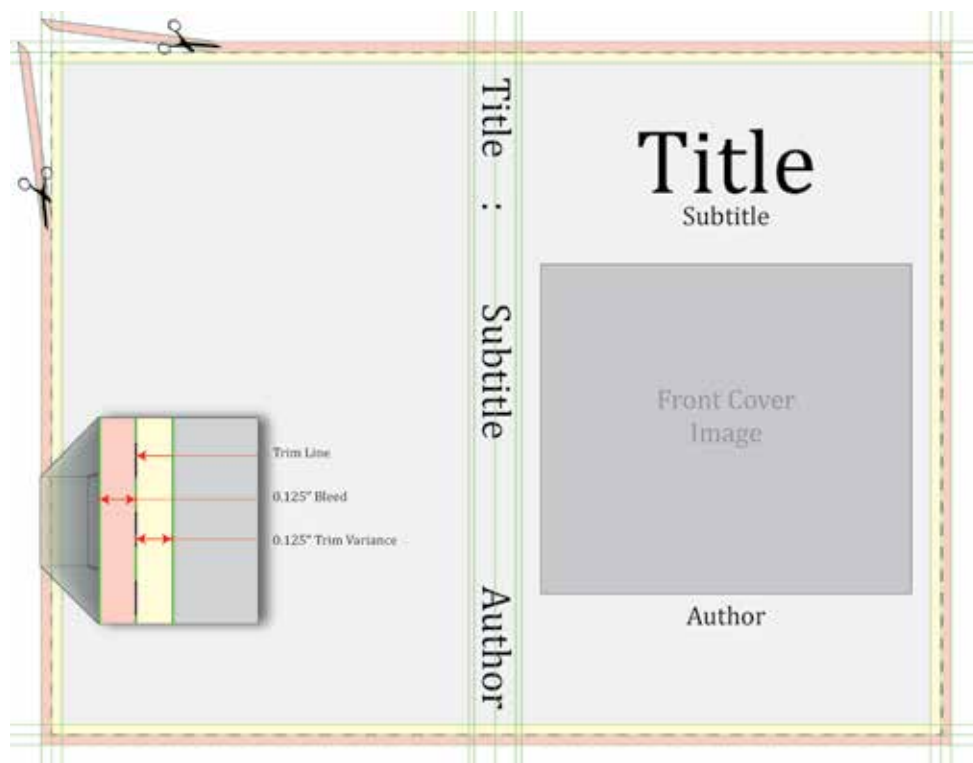 Trim Line
0.125" Bleed
0.125" Trim Variance
Title : Subtitle Author
Title
Subtitle
Front Cover
Image
Author